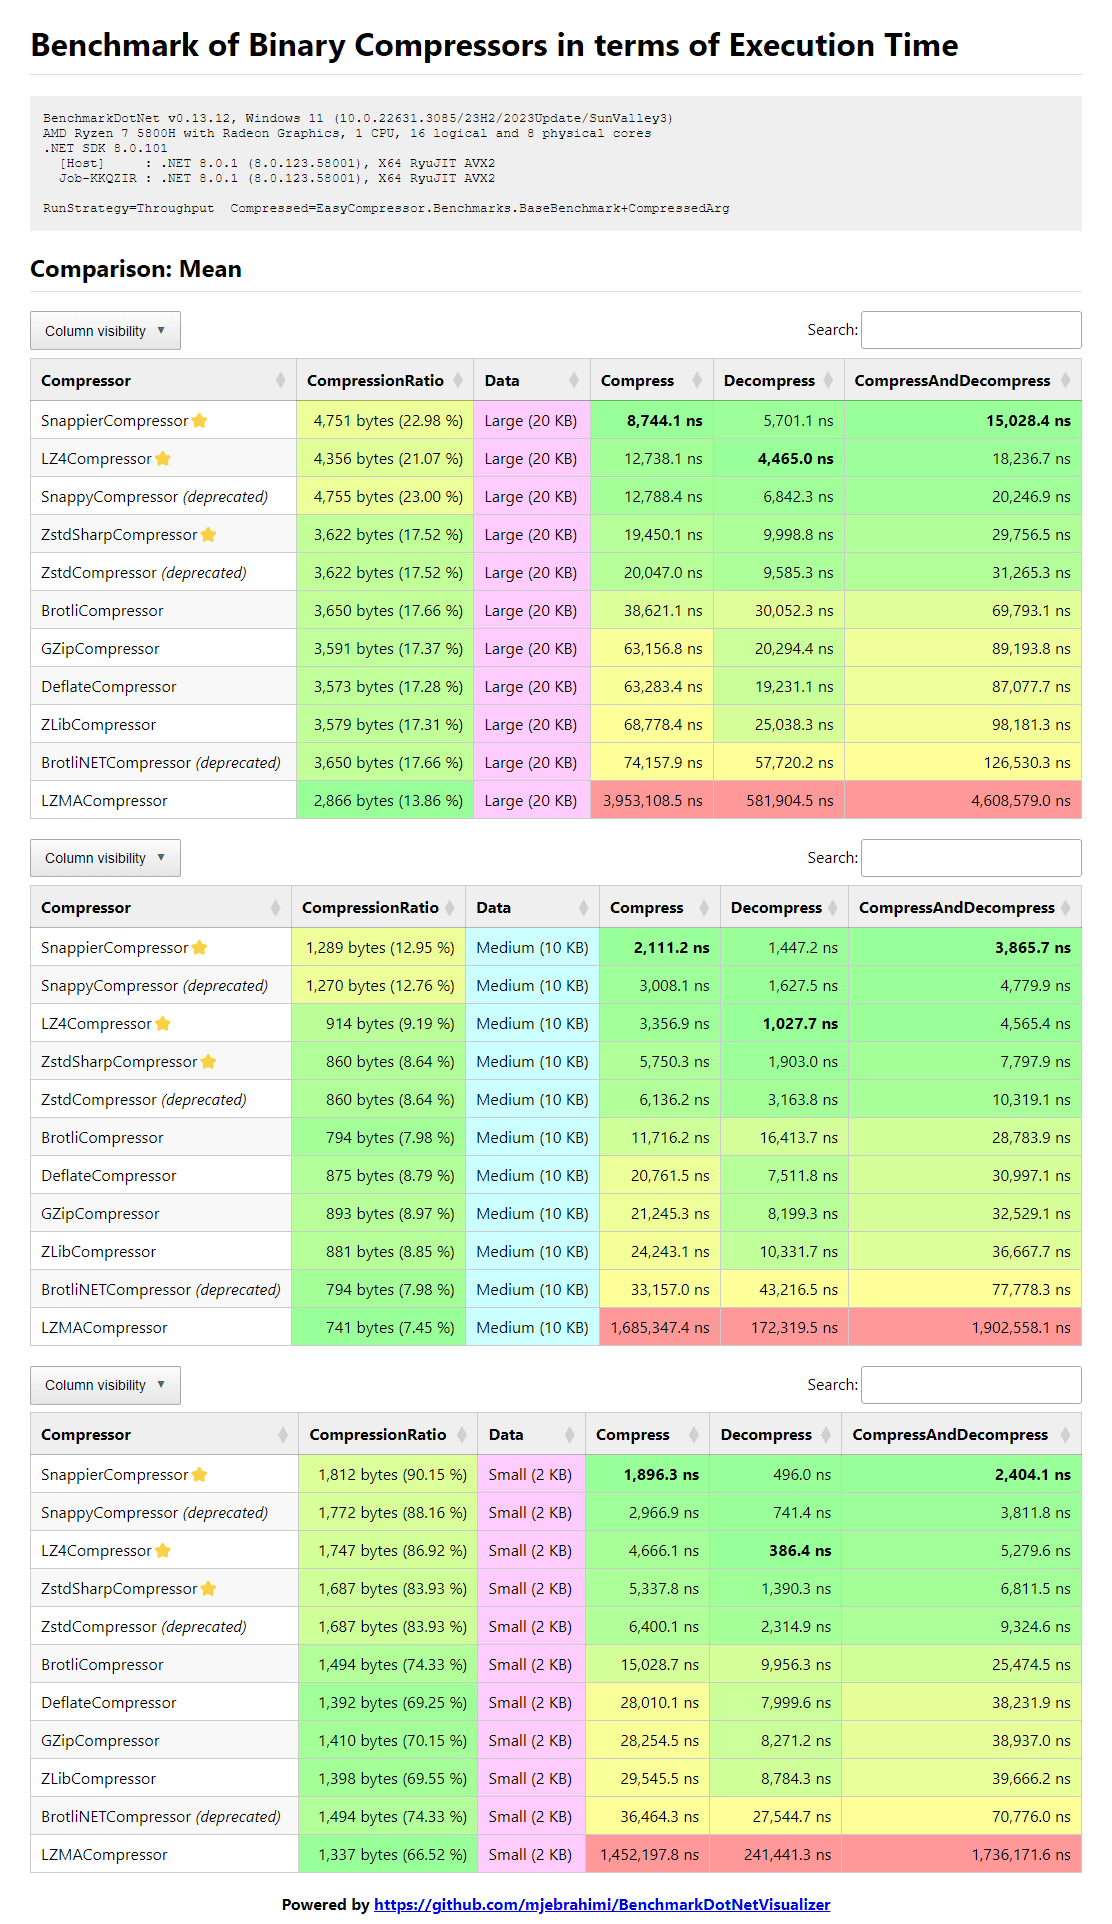 Benchmark of Binary Compressors in terms of Execution Time
BenchmarkDotNet v0.13.12, Windows 11 (10.0.22631.3085/23H2/2023Update/SunValley3)
AMD Ryzen 7 5800H with Radeon Graphics, 1 CPU, 16 logical and 8 physical cores
.NET SDK 8.0.101
[Host]     : .NET 8.0.1 (8.0.123.58001), X64 RyuJIT AVX2
Job-KKQZIR : .NET 8.0.1 (8.0.123.58001), X64 RyuJIT AVX2
RunStrategy=Throughput  Compressed=EasyCompressor.Benchmarks.BaseBenchmark+CompressedArg
Comparison: Mean
Column visibility ▼ Search:
Compressor CompressionRatio Data Compress Decompress CompressAndDecompress
SnappierCompressor 4,751 bytes (22.98 %) Large (20 KB) 8,744.1 ns 5,701.1 ns 15,028.4 ns
LZ4Compressor 4,356 bytes (21.07 %) Large (20 KB) 12,738.1 ns 4,465.0 ns 18,236.7 ns
SnappyCompressor (deprecated) 4,755 bytes (23.00 %) Large (20 KB) 12,788.4 ns 6,842.3 ns 20,246.9 ns
ZstdSharpCompressor 3,622 bytes (17.52 %) Large (20 KB) 19,450.1 ns 9,998.8 ns 29,756.5 ns
ZstdCompressor (deprecated) 3,622 bytes (17.52 %) Large (20 KB) 20,047.0 ns 9,585.3 ns 31,265.3 ns
BrotliCompressor 3,650 bytes (17.66 %) Large (20 KB) 38,621.1 ns 30,052.3 ns 69,793.1 ns
GZipCompressor 3,591 bytes (17.37 %) Large (20 KB) 63,156.8 ns 20,294.4 ns 89,193.8 ns
DeflateCompressor 3,573 bytes (17.28 %) Large (20 KB) 63,283.4 ns 19,231.1 ns 87,077.7 ns
ZLibCompressor 3,579 bytes (17.31 %) Large (20 KB) 68,778.4 ns 25,038.3 ns 98,181.3 ns
BrotliNETCompressor (deprecated) 3,650 bytes (17.66 %) Large (20 KB) 74,157.9 ns 57,720.2 ns 126,530.3 ns
LZMACompressor 2,866 bytes (13.86 %) Large (20 KB) 3,953,108.5 ns 581,904.5 ns 4,608,579.0 ns
Column visibility ▼ Search:
Compressor CompressionRatio Data Compress Decompress CompressAndDecompress
SnappierCompressor 1,289 bytes (12.95 %) Medium (10 KB) 2,111.2 ns 1,447.2 ns 3,865.7 ns
SnappyCompressor (deprecated) 1,270 bytes (12.76 %) Medium (10 KB) 3,008.1 ns 1,627.5 ns 4,779.9 ns
LZ4Compressor 914 bytes (9.19 %) Medium (10 KB) 3,356.9 ns 1,027.7 ns 4,565.4 ns
ZstdSharpCompressor 860 bytes (8.64 %) Medium (10 KB) 5,750.3 ns 1,903.0 ns 7,797.9 ns
ZstdCompressor (deprecated) 860 bytes (8.64 %) Medium (10 KB) 6,136.2 ns 3,163.8 ns 10,319.1 ns
BrotliCompressor 794 bytes (7.98 %) Medium (10 KB) 11,716.2 ns 16,413.7 ns 28,783.9 ns
DeflateCompressor 875 bytes (8.79 %) Medium (10 KB) 20,761.5 ns 7,511.8 ns 30,997.1 ns
GZipCompressor 893 bytes (8.97 %) Medium (10 KB) 21,245.3 ns 8,199.3 ns 32,529.1 ns
ZLibCompressor 881 bytes (8.85 %) Medium (10 KB) 24,243.1 ns 10,331.7 ns 36,667.7 ns
BrotliNETCompressor (deprecated) 794 bytes (7.98 %) Medium (10 KB) 33,157.0 ns 43,216.5 ns 77,778.3 ns
LZMACompressor 741 bytes (7.45 %) Medium (10 KB) 1,685,347.4 ns 172,319.5 ns 1,902,558.1 ns
Column visibility ▼ Search:
Compressor CompressionRatio Data Compress Decompress CompressAndDecompress
SnappierCompressor 1,812 bytes (90.15 %) Small (2 KB) 1,896.3 ns 496.0 ns 2,404.1 ns
SnappyCompressor (deprecated) 1,772 bytes (88.16 %) Small (2 KB) 2,966.9 ns 741.4 ns 3,811.8 ns
LZ4Compressor 1,747 bytes (86.92 %) Small (2 KB) 4,666.1 ns 386.4 ns 5,279.6 ns
ZstdSharpCompressor 1,687 bytes (83.93 %) Small (2 KB) 5,337.8 ns 1,390.3 ns 6,811.5 ns
ZstdCompressor (deprecated) 1,687 bytes (83.93 %) Small (2 KB) 6,400.1 ns 2,314.9 ns 9,324.6 ns
BrotliCompressor 1,494 bytes (74.33 %) Small (2 KB) 15,028.7 ns 9,956.3 ns 25,474.5 ns
DeflateCompressor 1,392 bytes (69.25 %) Small (2 KB) 28,010.1 ns 7,999.6 ns 38,231.9 ns
GZipCompressor 1,410 bytes (70.15 %) Small (2 KB) 28,254.5 ns 8,271.2 ns 38,937.0 ns
ZLibCompressor 1,398 bytes (69.55 %) Small (2 KB) 29,545.5 ns 8,784.3 ns 39,666.2 ns
BrotliNETCompressor (deprecated) 1,494 bytes (74.33 %) Small (2 KB) 36,464.3 ns 27,544.7 ns 70,776.0 ns
LZMACompressor 1,337 bytes (66.52 %) Small (2 KB) 1,452,197.8 ns 241,441.3 ns 1,736,171.6 ns
Powered by https://github.com/mjebrahimi/BenchmarkDotNetVisualizer